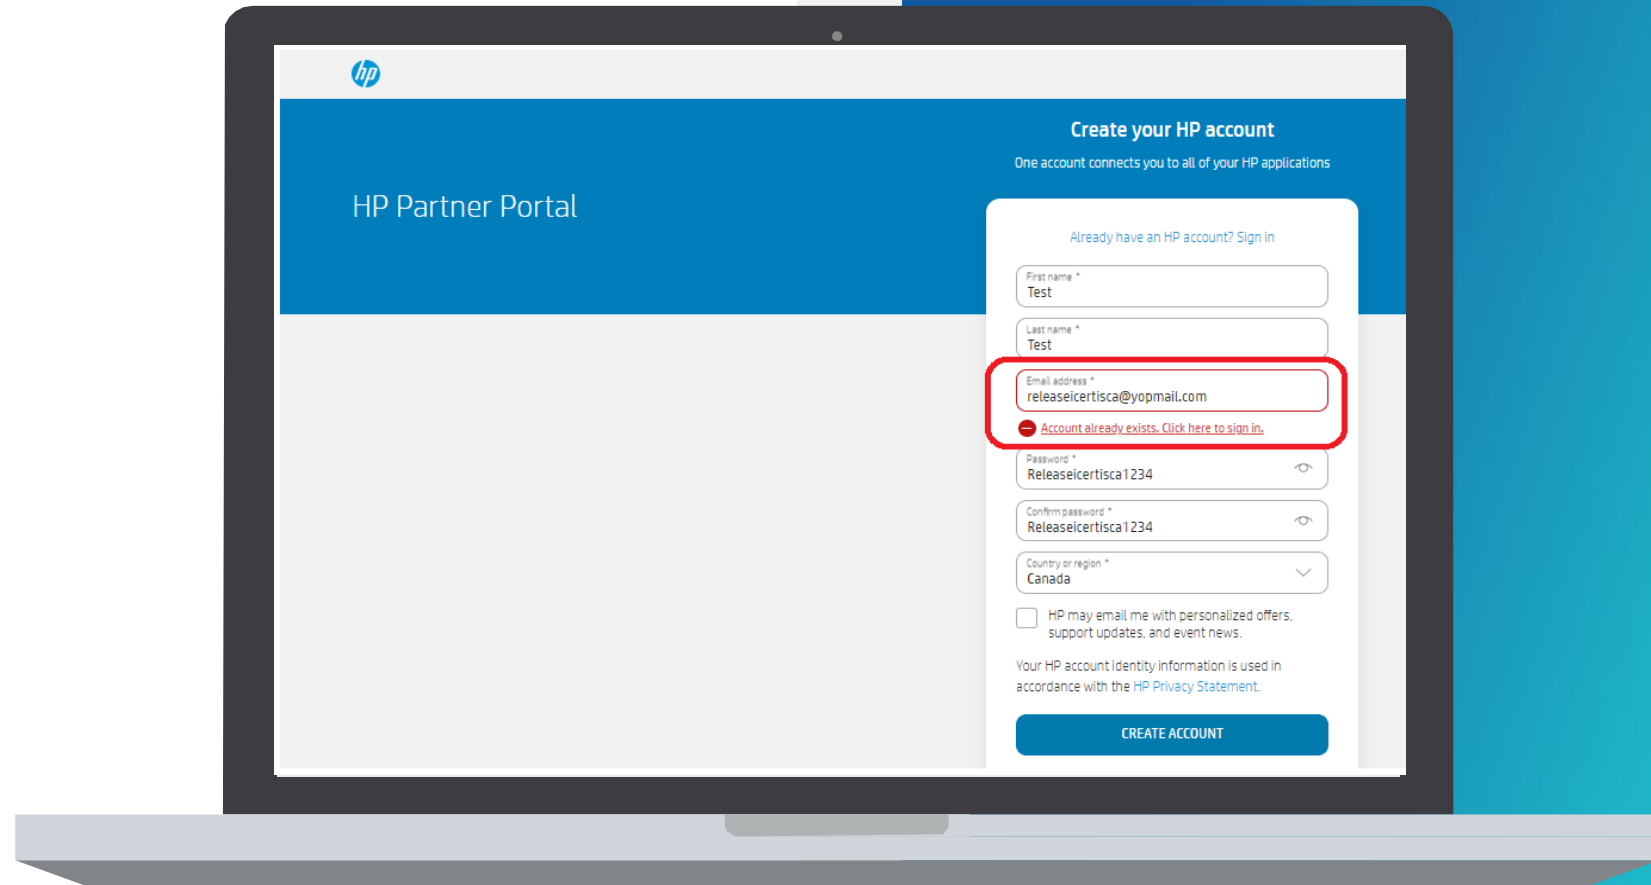 hp
Create your HP account
One account connects you to all of your HP applications
HP Partner Portal
Already have an HP account? Sign in
First name *
Test
Last name *
Test
Email address *
releaseicertisca@yopmail.com
Account already exists. Click here to sign in.
Password *
Releaseicertisca1234
Confirm password *
Releaseicertisca1234
Country or region *
Canada
HP may email me with personalized offers,
support updates, and event news.
Your HP account identity information is used in
accordance with the HP Privacy Statement.
CREATE ACCOUNT